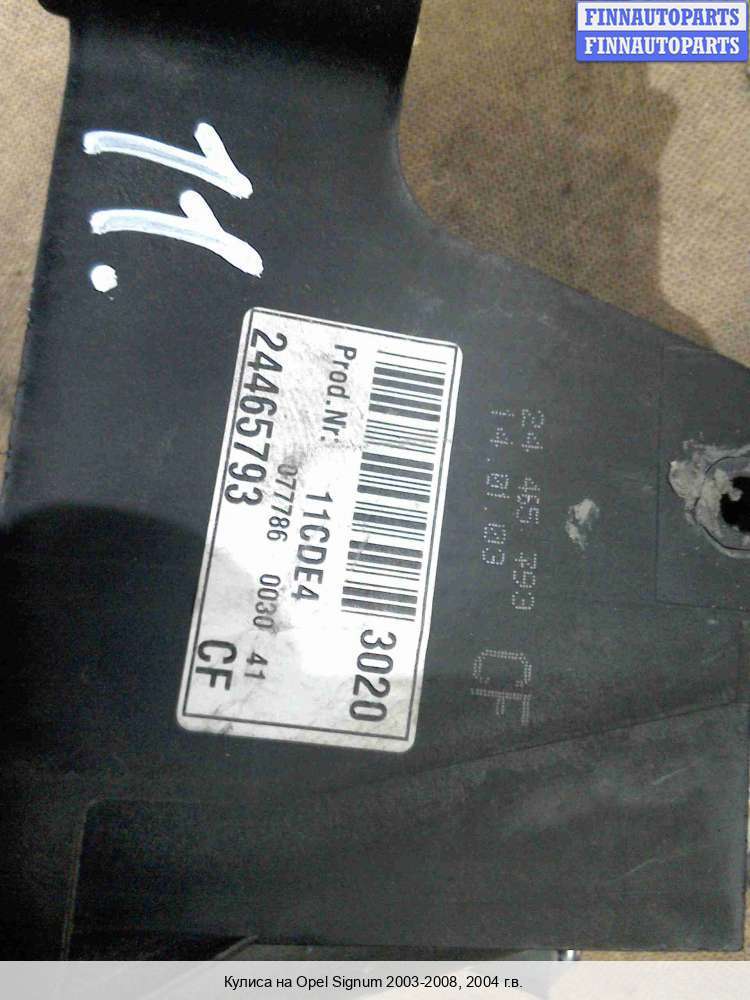 FINNAUTOPARTS
FINNAUTOPARTS
11.
24 465.793
14.01.03
CF
3020
Prod.Nr.: 11CDE4
077786 0030 41
24465793 CF
Кулиса на Opel Signum 2003-2008, 2004 г.в.